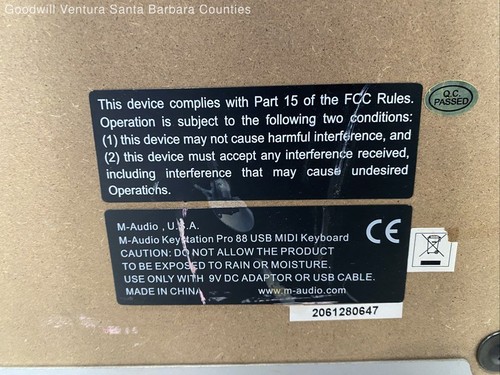 Goodwill Ventura Santa Barbara Counties
This device complies with Part 15 of the FCC Rules.
Operation is subject to the following two conditions:
(1) this device may not cause harmful interference, and
(2) this device must accept any interference received,
including interference that may cause undesired
Operations.
Q.C.
PASSED
M-Audio , U.S.A.
M-Audio Keystation Pro 88 USB MIDI Keyboard
CAUTION: DO NOT ALLOW THE PRODUCT
TO BE EXPOSED TO RAIN OR MOISTURE.
USE ONLY WITH 9V DC ADAPTOR OR USB CABLE.
MADE IN CHINA www.m-audio.com
CE
2061280647